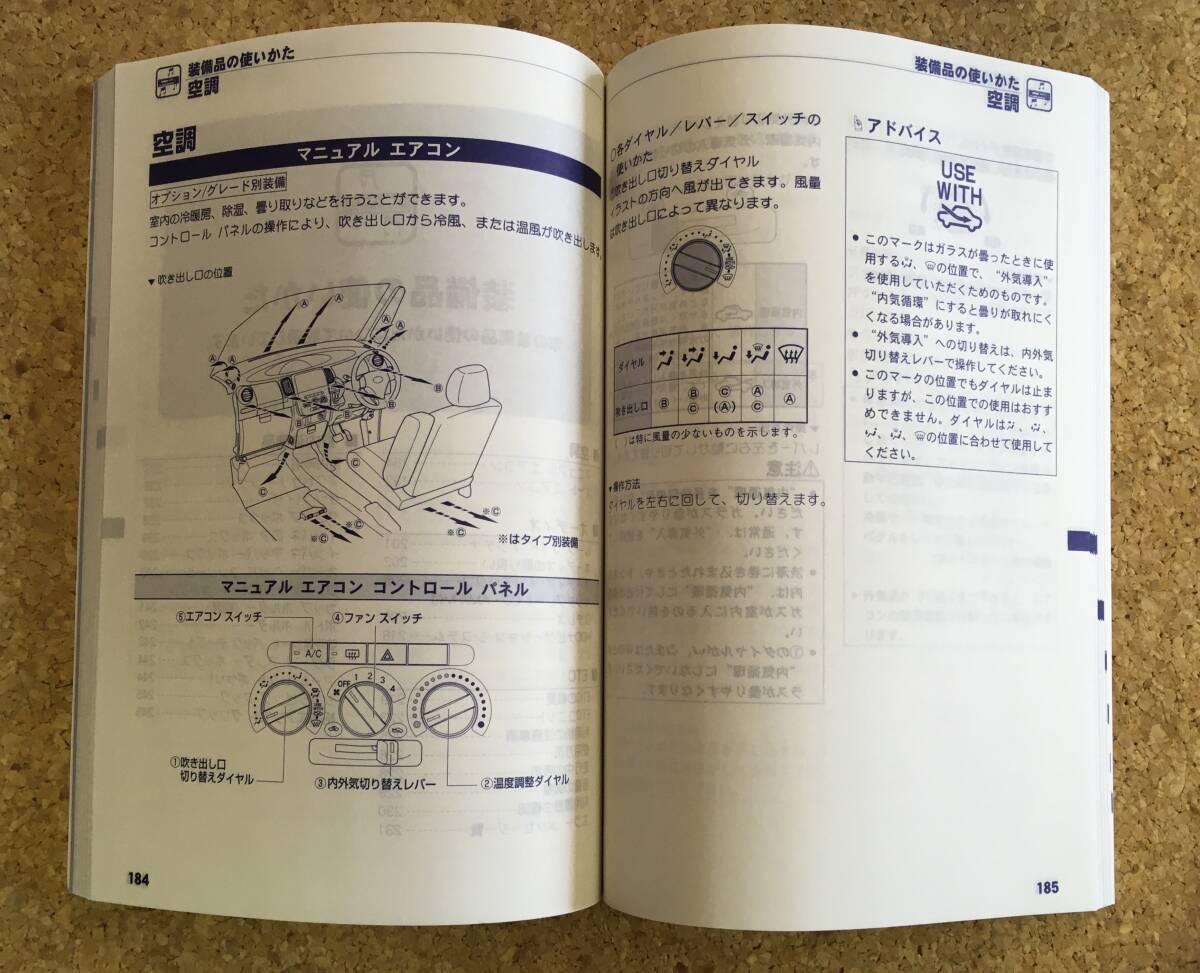 装備品の使いかた
空調
空調
マニュアル エアコン
オプション/グレード別装備
室内の冷暖房、除湿、曇り取りなどを行うことができます。
コントロール パネルの操作により、吹き出し口から冷風、または温風が吹き出します。
▼吹き出し口の位置
Ⓐ Ⓐ
Ⓐ Ⓐ
Ⓐ Ⓐ
Ⓑ
Ⓑ Ⓑ Ⓑ
Ⓑ
Ⓒ
Ⓒ
※Ⓒ
※Ⓒ
※Ⓒ ※Ⓒ
※はタイプ別装備
マニュアル エアコン コントロール パネル
⑤エアコン スイッチ ④ファン スイッチ
A/C
OFF 1 2 3 4
①吹き出し口
切り替えダイヤル
③内外気切り替えレバー
②温度調整ダイヤル
184
装備品の使いかた
空調
各ダイヤル／レバー／スイッチの
使いかた
吹き出し口切り替えダイヤル
イラストの方向へ風が出てきます。風量
は吹き出し口によって異なります。
ダイヤル
吹き出し口 Ⓑ Ⓑ Ⓒ Ⓒ (Ⓐ) Ⓐ Ⓒ Ⓐ
( )は特に風量の少ないものを示します。
▼操作方法
ダイヤルを左右に回して、切り替えます。
アドバイス
USE
WITH
● このマークはガラスが曇ったときに使
用する、の位置で、“外気導入”
を使用していただくためのものです。
“内気循環”にすると曇りが取れにく
くなる場合があります。
● “外気導入”への切り替えは、内外気
切り替えレバーで操作してください。
● このマークの位置でもダイヤルは止ま
りますが、この位置での使用はおすす
めできません。ダイヤルは、、
、、の位置に合わせて使用して
ください。
185